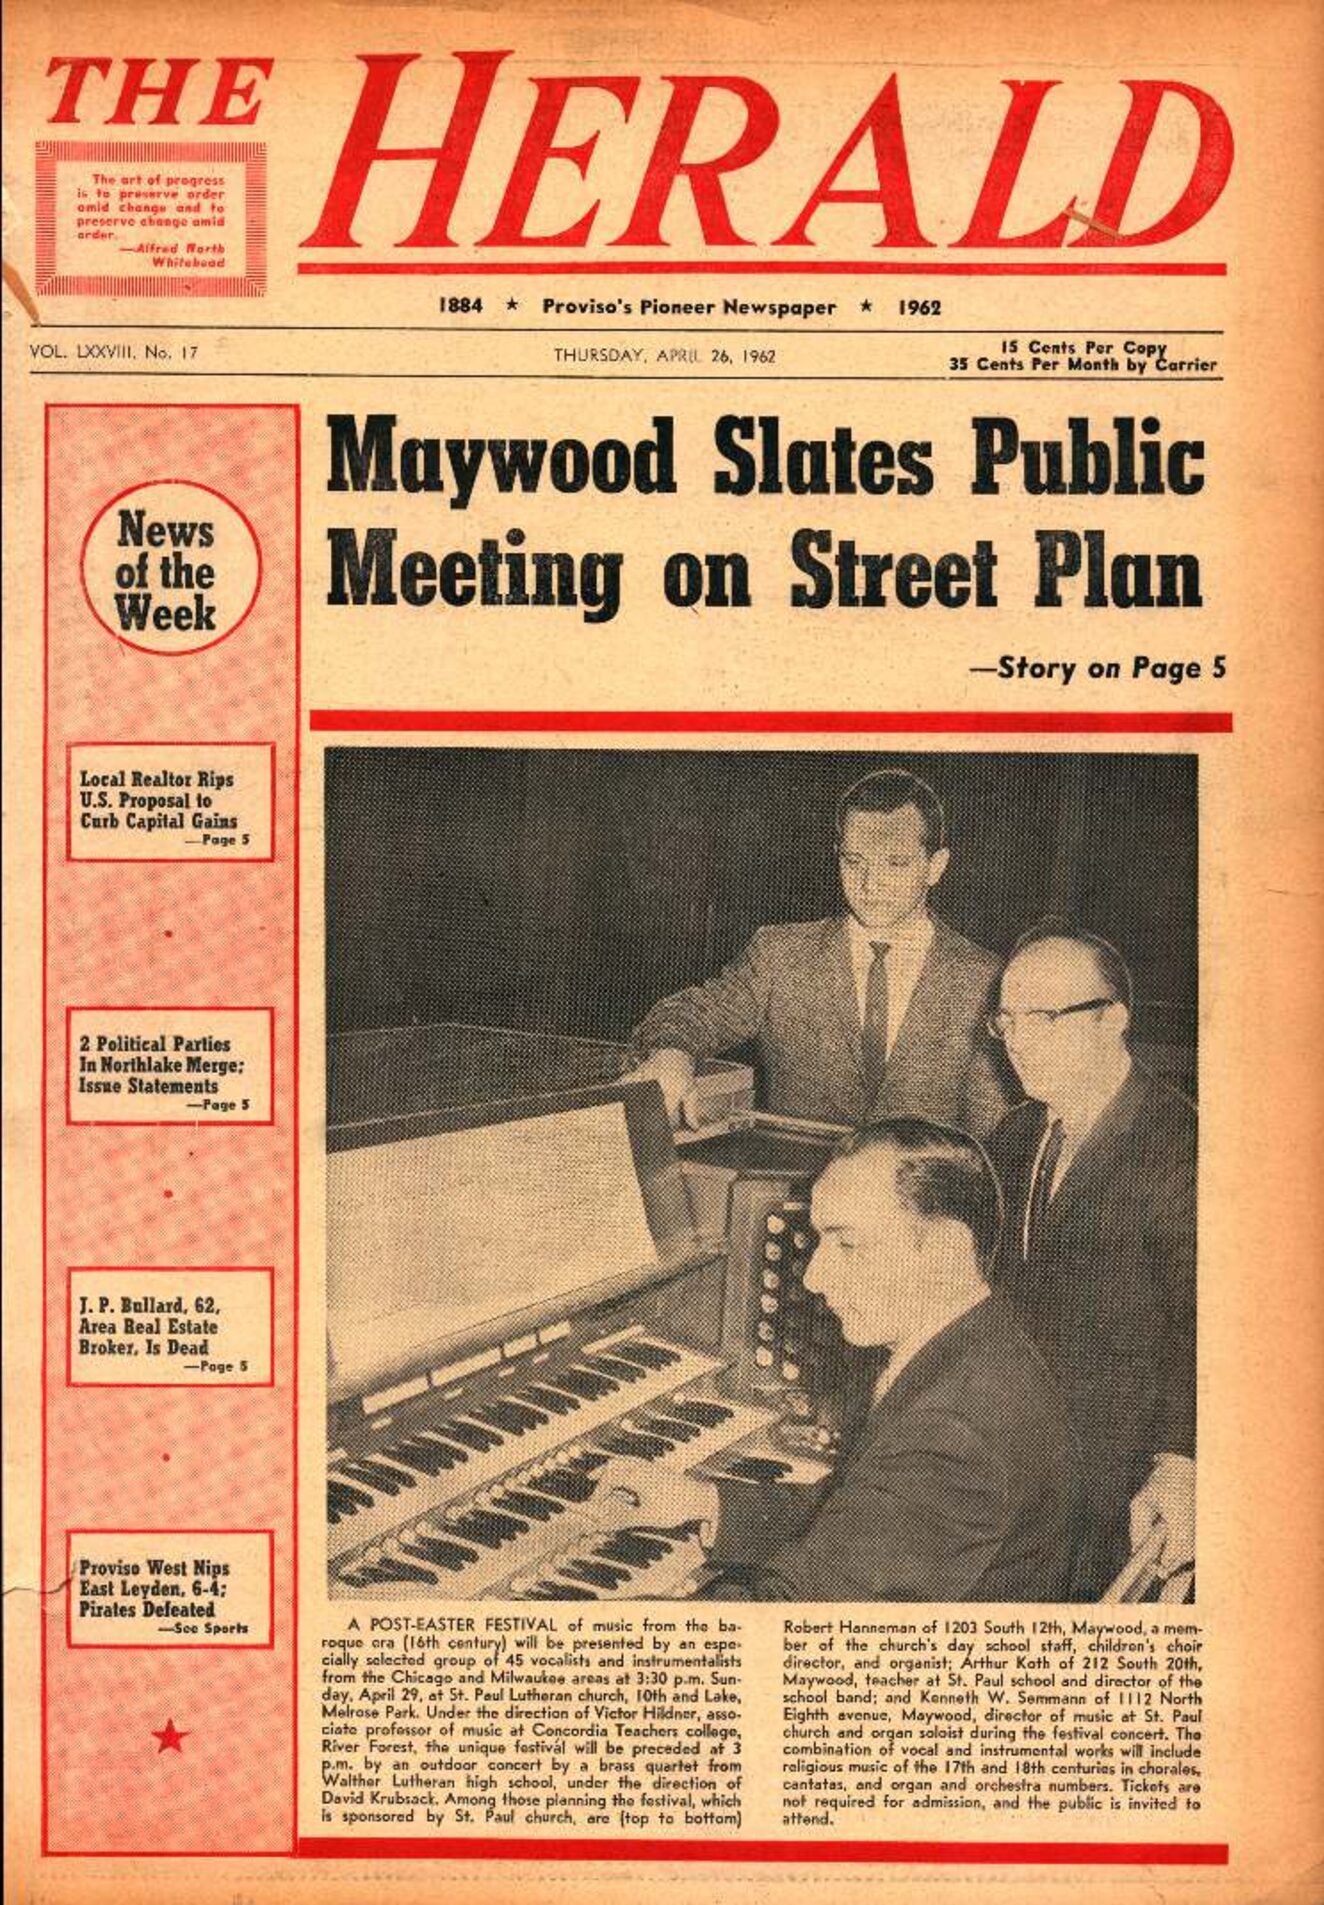 THE HERALD
The art of progress
is to preserve order
amid change and to
preserve change amid
order.
—Alfred North
Whitehead
1884 ★ Proviso's Pioneer Newspaper ★ 1962
VOL. LXXVIII, No. 17
THURSDAY, APRIL 26, 1962
15 Cents Per Copy
35 Cents Per Month by Carrier
News
of the
Week
Local Realtor Rips
U.S. Proposal to
Curb Capital Gains
—Page 5
2 Political Parties
In Northlake Merge;
Issue Statements
—Page 5
J. P. Bullard, 62,
Area Real Estate
Broker, Is Dead
—Page 5
Proviso West Nips
East Leyden, 6-4;
Pirates Defeated
—See Sports
Maywood Slates Public
Meeting on Street Plan
—Story on Page 5
A POST-EASTER FESTIVAL of music from the ba-
roque era (16th century) will be presented by an espe-
cially selected group of 45 vocalists and instrumentalists
from the Chicago and Milwaukee areas at 3:30 p.m. Sun-
day, April 29, at St. Paul Lutheran church, 10th and Lake,
Melrose Park. Under the direction of Victor Hildner, asso-
ciate professor of music at Concordia Teachers college,
River Forest, the unique festival will be preceded at 3
p.m. by an outdoor concert by a brass quartet from
Walther Lutheran high school, under the direction of
David Krubsack. Among those planning the festival, which
is sponsored by St. Paul church, are (top to bottom)
Robert Hanneman of 1203 South 12th, Maywood, a mem-
ber of the church's day school staff, children's choir
director, and organist; Arthur Koth of 212 South 20th,
Maywood, teacher at St. Paul school and director of the
school band; and Kenneth W. Semmann of 1112 North
Eighth avenue, Maywood, director of music at St. Paul
church and organ soloist during the festival concert. The
combination of vocal and instrumental works will include
religious music of the 17th and 18th centuries in chorales,
cantatas, and organ and orchestra numbers. Tickets are
not required for admission, and the public is invited to
attend.